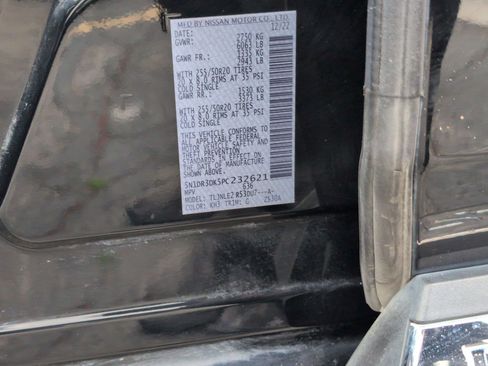 MFD BY NISSAN MOTOR CO., LTD.
DATE: 12/22
GVWR: 2750 KG
6063 LB
GAWR FR.: 1335 KG
2943 LB
WITH 255/50R20 TIRES
20 X 8.0 RIMS AT 35 PSI
COLD SINGLE
GAWR RR.: 1530 KG
3373 LB
WITH 255/50R20 TIRES
20 X 8.0 RIMS AT 35 PSI
COLD SINGLE
THIS VEHICLE CONFORMS TO
ALL APPLICABLE FEDERAL
MOTOR VEHICLE SAFETY AND
THEFT PREVENTION
STANDARDS IN EFFECT ON
THE DATE OF MANUFACTURE
SHOWN ABOVE.
5N1DR3DK5PC232621
MPV 636
MODEL: TLJNLE2 R53DU7---A-
COLOR: KH3 TRIM: G Z530A